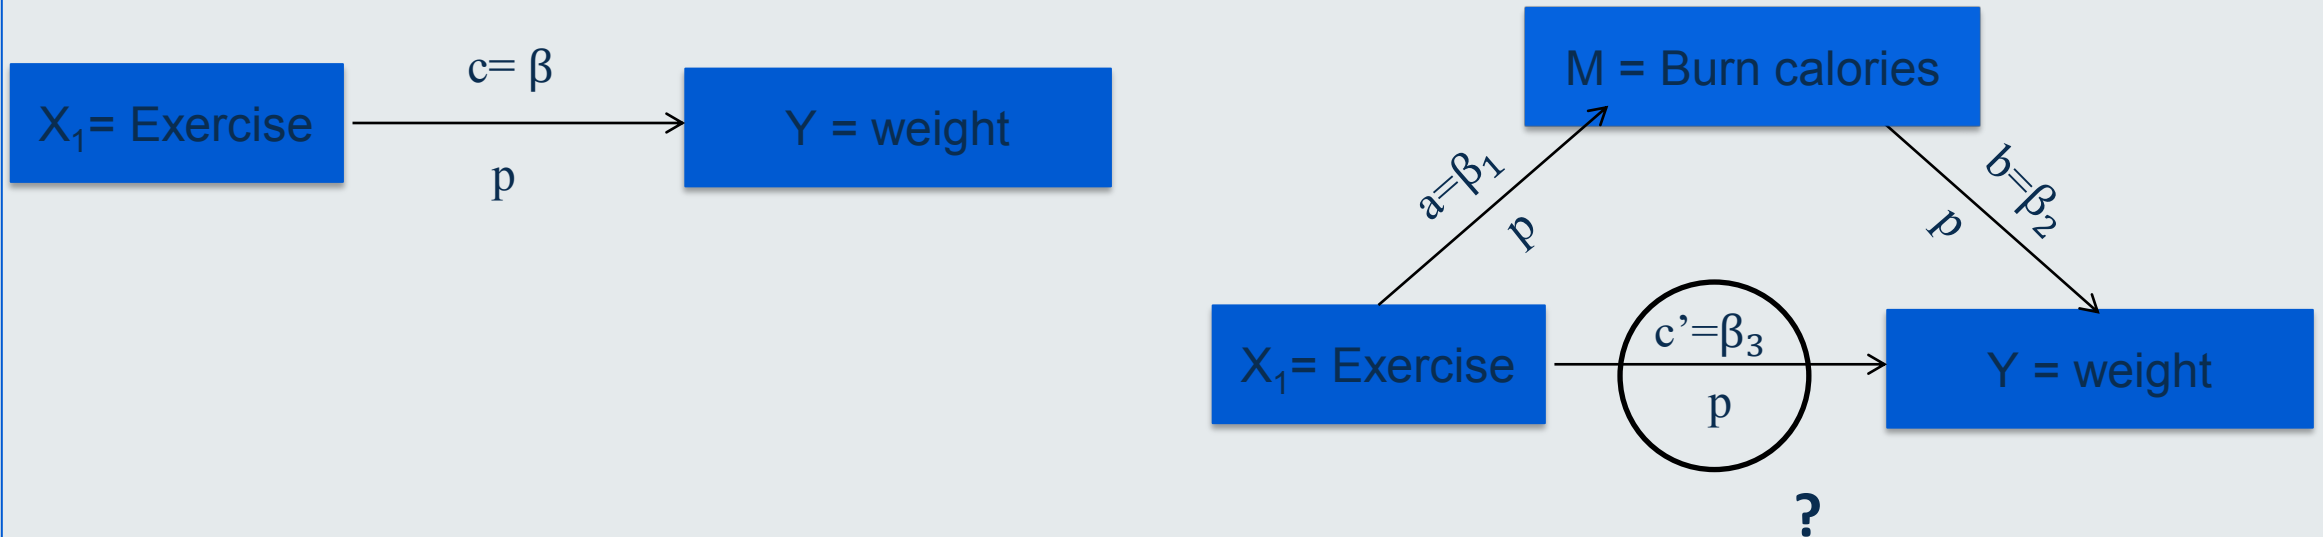 c= β
X₁= Exercise
Y = weight
p
M = Burn calories
a=β₁
p
b=β₂
p
c’=β₃
X₁= Exercise
Y = weight
p
?